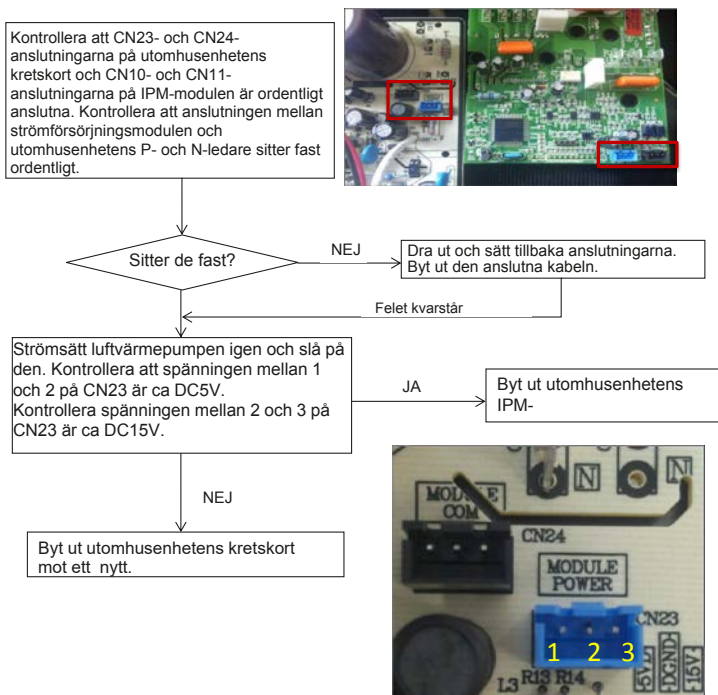 Kontrollera att CN23- och CN24-
anslutningarna på utomhusenhetens
kretskort och CN10- och CN11-
anslutningarna på IPM-modulen är ordentligt
anslutna. Kontrollera att anslutningen mellan
strömförsörjningsmodulen och
utomhusenhetens P- och N-ledare sitter fast
ordentligt.
Sitter de fast?
NEJ
Dra ut och sätt tillbaka anslutningarna.
Byt ut den anslutna kabeln.
Felet kvarstår
Strömsätt luftvärmepumpen igen och slå på
den. Kontrollera att spänningen mellan 1
och 2 på CN23 är ca DC5V.
Kontrollera spänningen mellan 2 och 3 på
CN23 är ca DC15V.
JA
Byt ut utomhusenhetens
IPM-
NEJ
Byt ut utomhusenhetens kretskort
mot ett nytt.
N
N
MODULE
COM
CN24
MODULE
POWER
CN23
1 2 3
L3
R13 R14
5V
DGND
15V